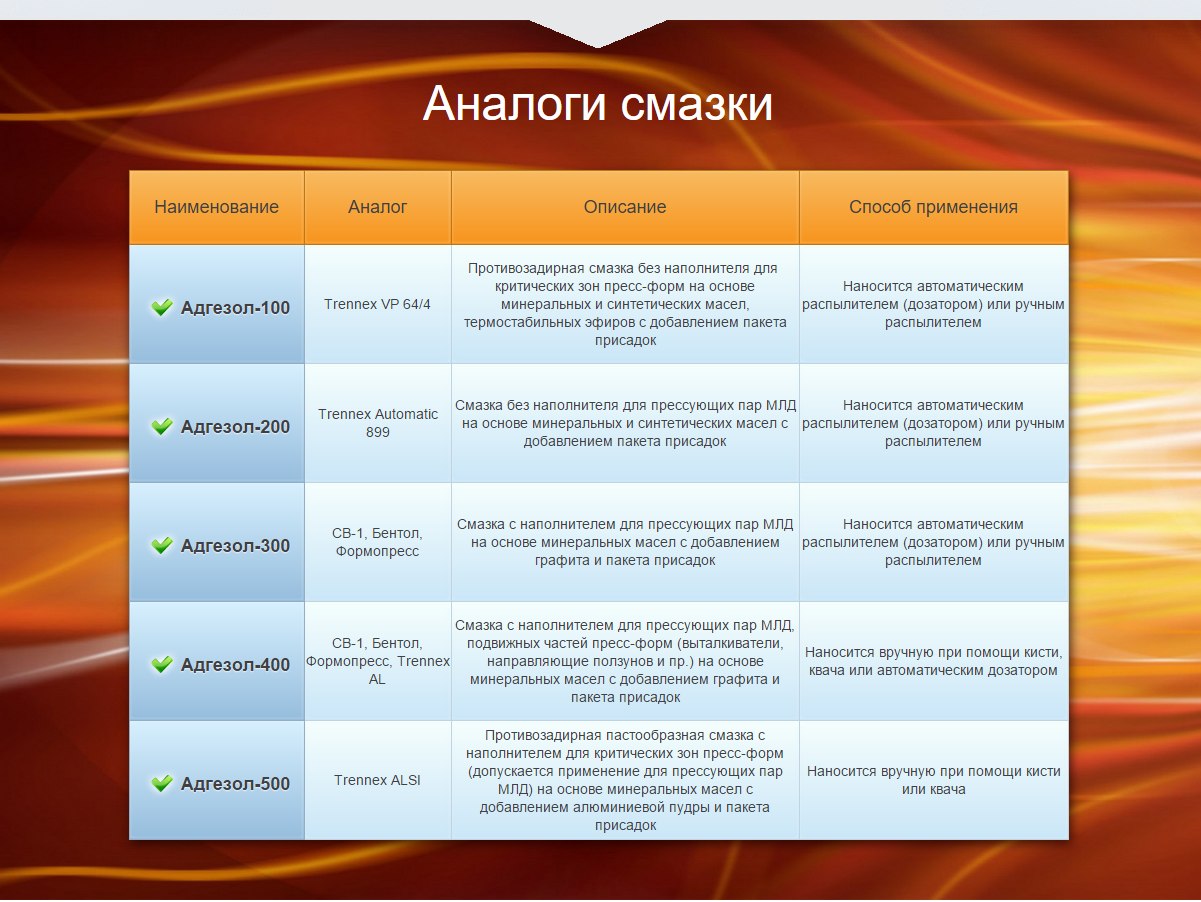 Аналоги смазки
Наименование
Аналог
Описание
Способ применения
Адгезол-100
Trennex VP 64/4
Противозадирная смазка без наполнителя для
критических зон пресс-форм на основе
минеральных и синтетических масел,
термостабильных эфиров с добавлением пакета
присадок
Наносится автоматическим
распылителем (дозатором) или ручным
распылителем
Адгезол-200
Trennex Automatic
899
Смазка без наполнителя для прессующих пар МЛД
на основе минеральных и синтетических масел с
добавлением пакета присадок
Наносится автоматическим
распылителем (дозатором) или ручным
распылителем
Адгезол-300
СВ-1, Бентол,
Формопресс
Смазка с наполнителем для прессующих пар МЛД
на основе минеральных масел с добавлением
графита и пакета присадок
Наносится автоматическим
распылителем (дозатором) или ручным
распылителем
Адгезол-400
СВ-1, Бентол,
Формопресс, Trennex
AL
Смазка с наполнителем для прессующих пар МЛД,
подвижных частей пресс-форм (выталкиватели,
направляющие ползунов и пр.) на основе
минеральных масел с добавлением графита и
пакета присадок
Наносится вручную при помощи кисти,
квача или автоматическим дозатором
Адгезол-500
Trennex ALSI
Противозадирная пастообразная смазка с
наполнителем для критических зон пресс-форм
(допускается применение для прессующих пар
МЛД) на основе минеральных масел с
добавлением алюминиевой пудры и пакета
присадок
Наносится вручную при помощи кисти
или квача